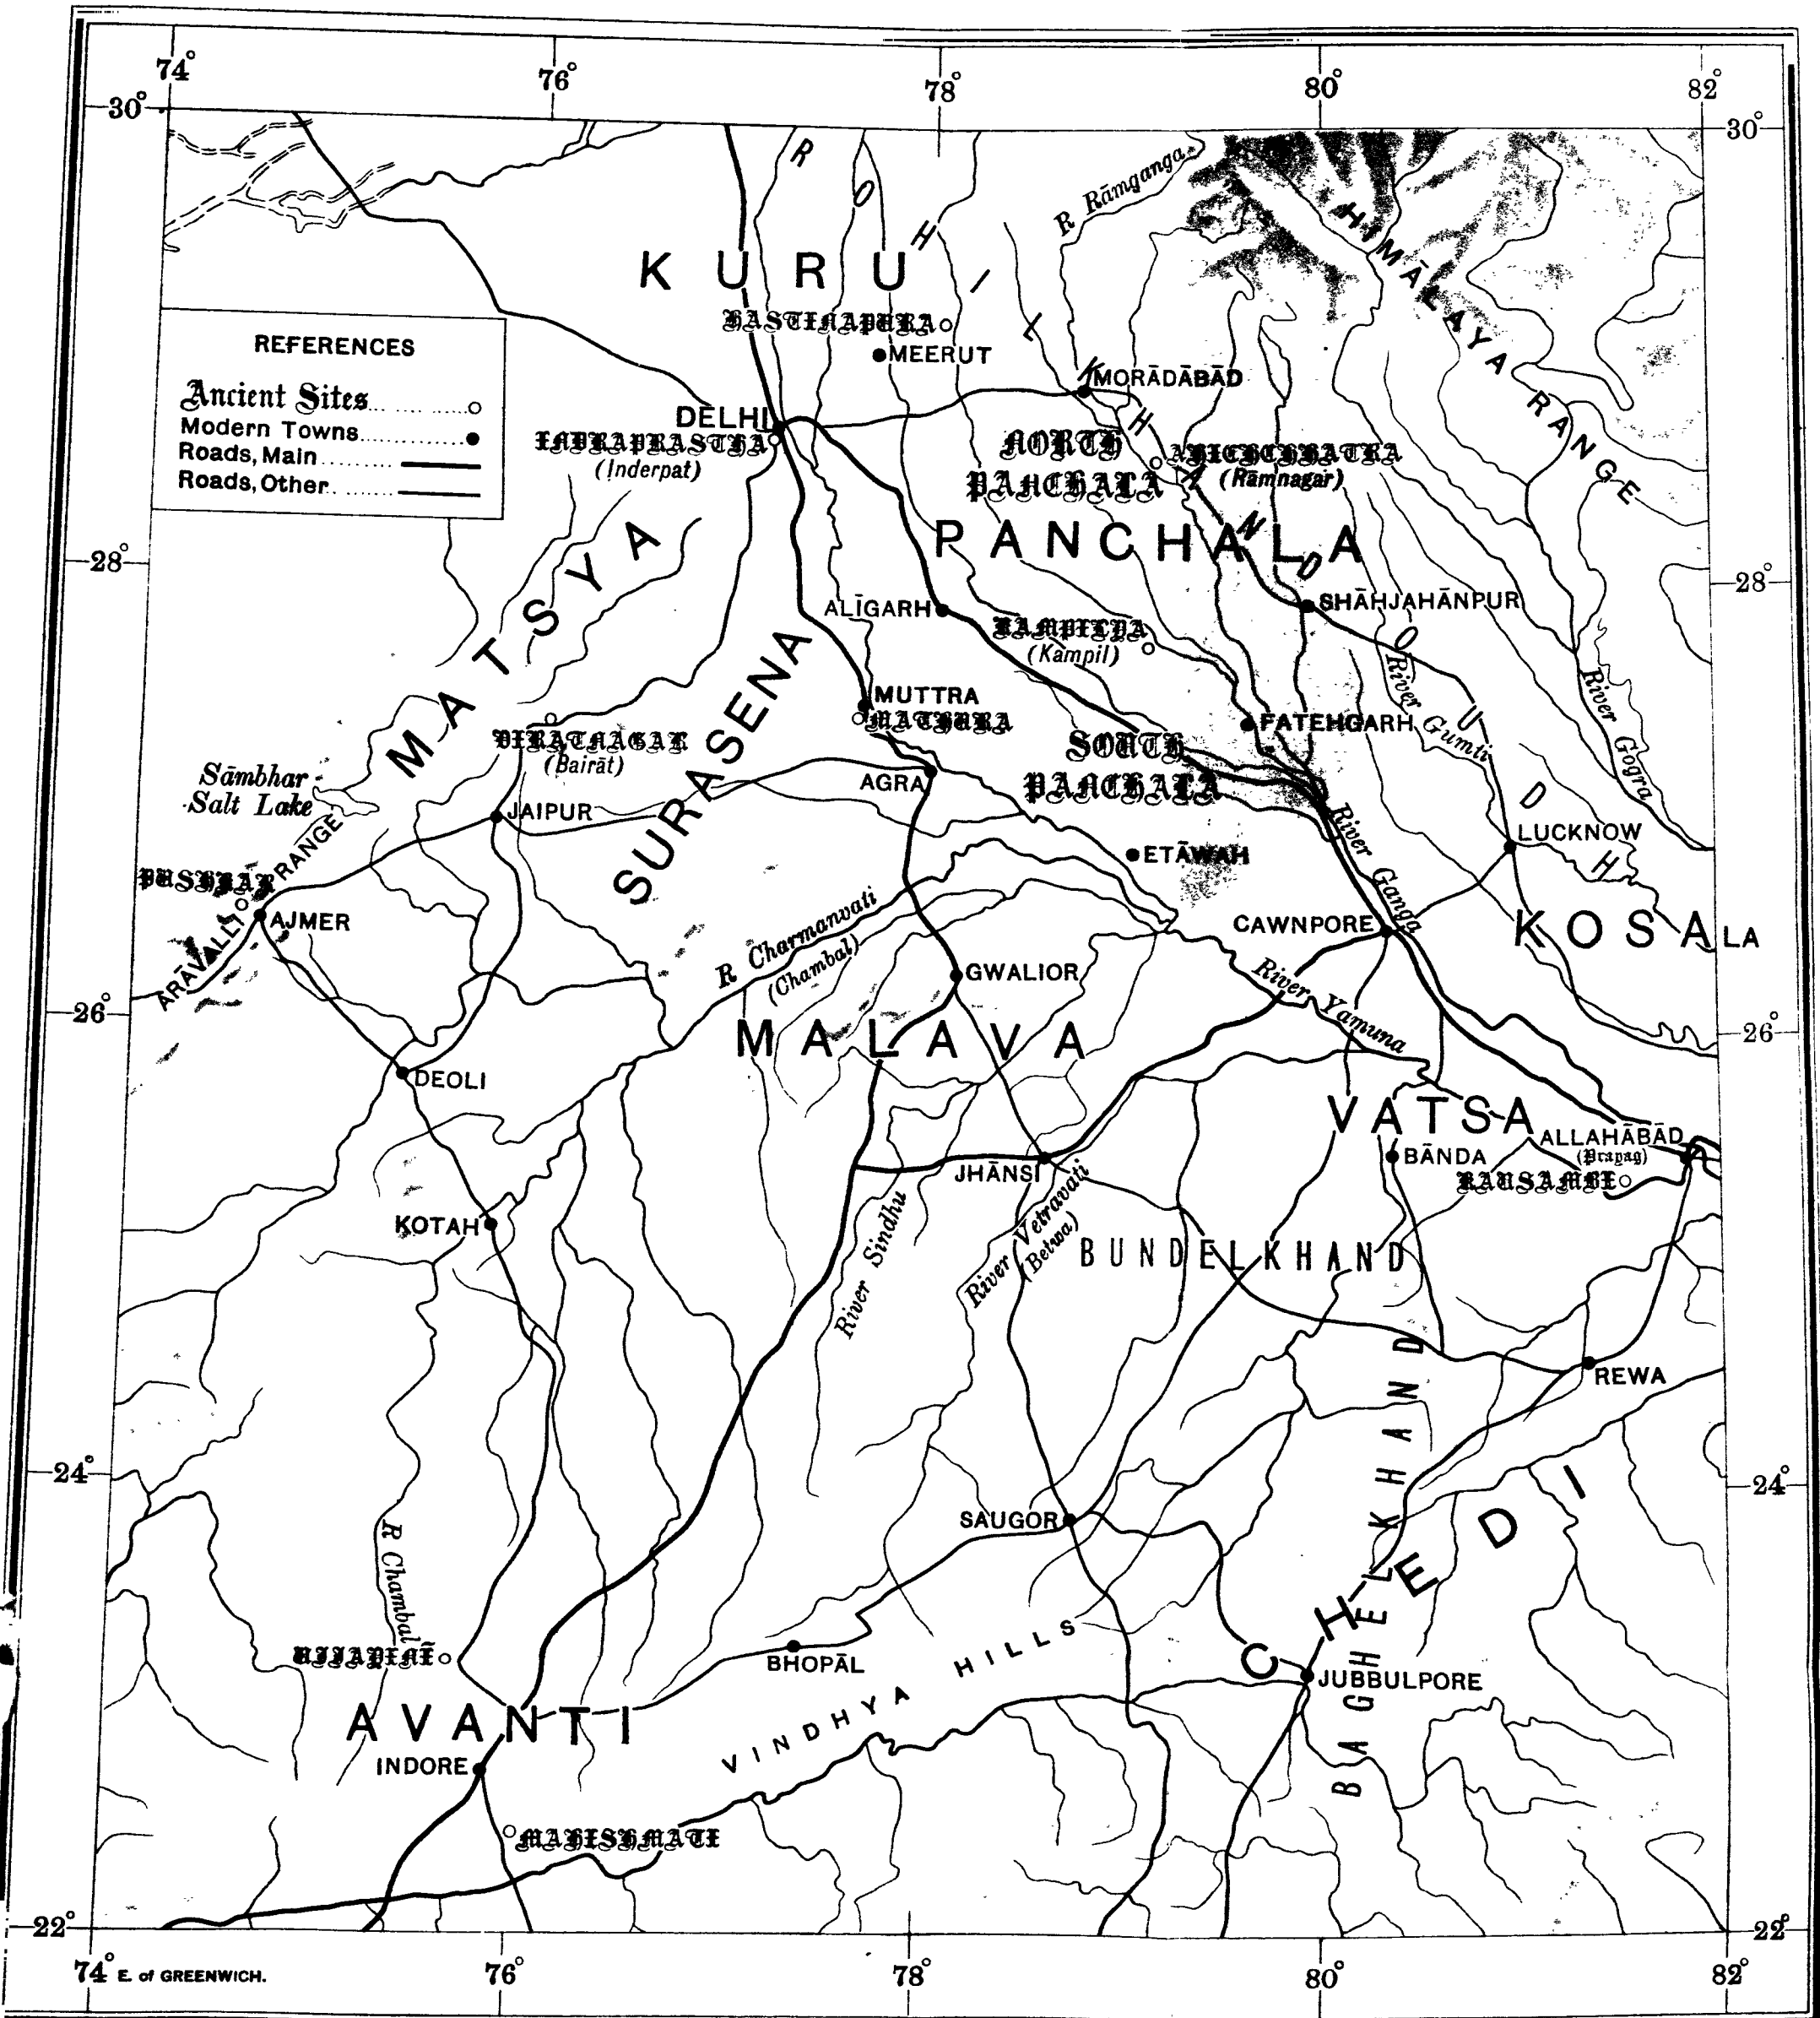 74°
76°
78°
80°
82°
30°
30°
ROHILKHAND
R Rāmganga
HIMĀLAYA RANGE
KURU
HASTINAPURA
MEERUT
REFERENCES
Ancient Sites
Modern Towns
Roads, Main
Roads, Other
MORĀDĀBĀD
DELHI
INDRAPRASTHA
(Inderpat)
NORTH
PANCHALA
AHICHCHHATRA
(Rāmnagar)
PANCHALA
28°
28°
MATSYA
ALĪGARH
SHĀHJAHĀNPUR
KAMPILYA
(Kampil)
OUDH
River Gumti
River Gogra
SURASENA
MUTTRA
MATHURA
FATEHGARH
VIRATNAGAR
(Bairāt)
SOUTH
PANCHALA
Sāmbhar
Salt Lake
AGRA
JAIPUR
LUCKNOW
ETĀWAH
River Ganga
PUSHKAR
ARĀVALLI RANGE
AJMER
R Charmanvati
(Chambal)
CAWNPORE
KOSALA
GWALIOR
River Yamuna
26°
26°
MALAVA
DEOLI
VATSA
ALLAHĀBĀD
(Prayag)
BĀNDA
KAUSAMBI
JHĀNSI
KOTAH
River Sindhu
River Vetravati
(Betwa)
BUNDELKHAND
REWA
24°
24°
BAGHELKHAND
CHEDI
SAUGOR
R Chambal
UJJAYINĪ
BHOPĀL
VINDHYA HILLS
JUBBULPORE
AVANTI
INDORE
MAHISHMATI
22°
22°
74° E. of GREENWICH.
76°
78°
80°
82°